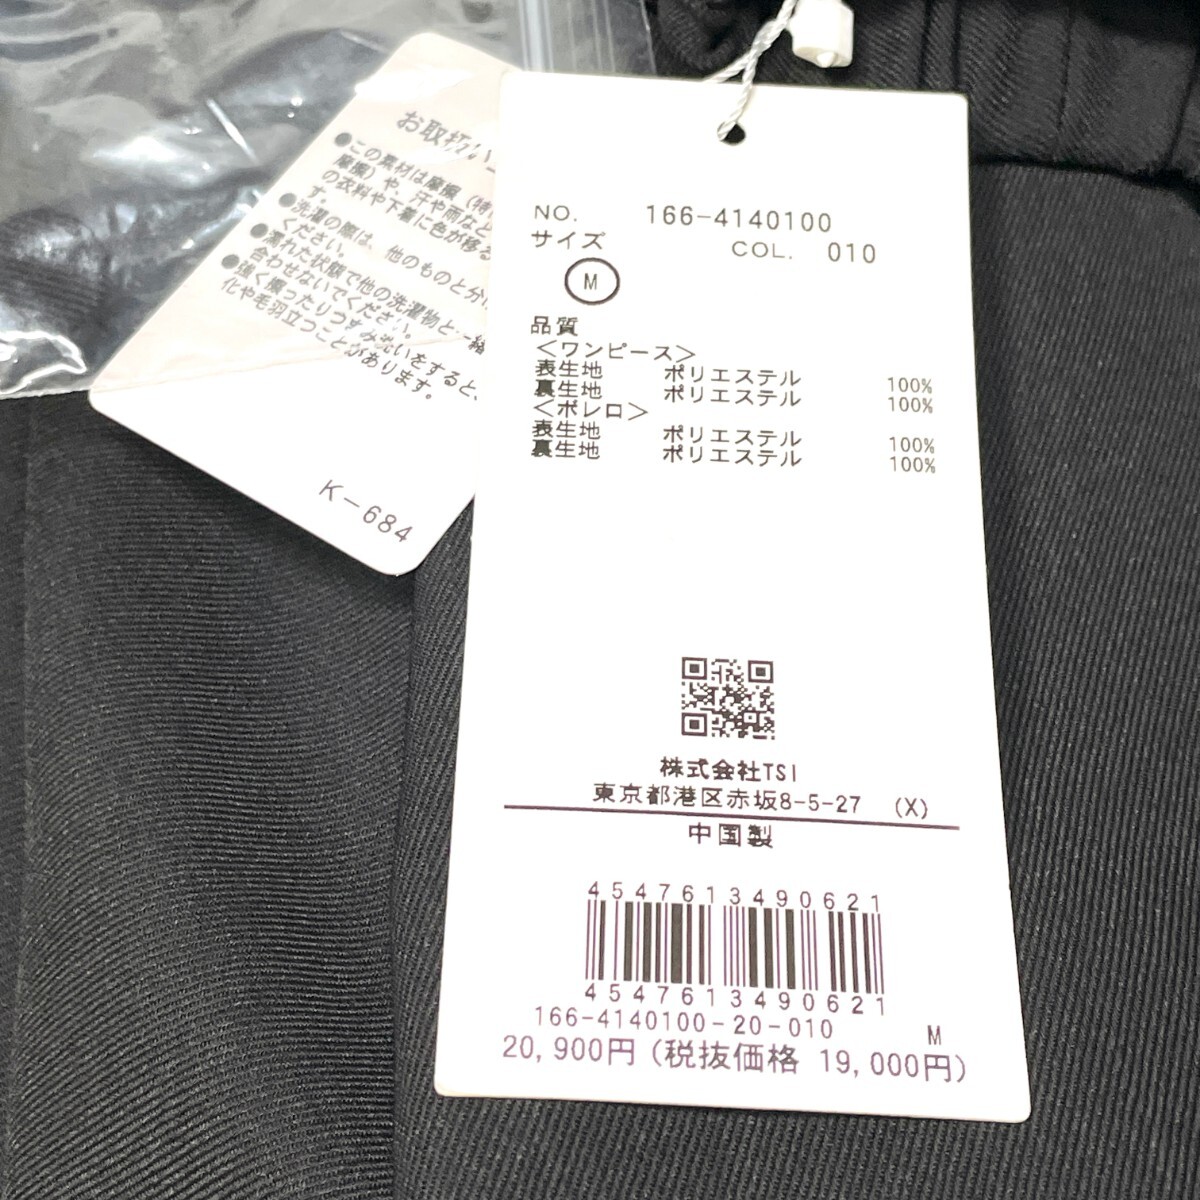 お取扱い
●この素材は摩擦（特
摩擦）や、汗や雨など
の衣料や下着に色が移る
す。
●洗濯の際は、他のものと分け
ください。
●濡れた状態で他の洗濯物と一緒
合わせないでください。
●強く擦ったりつまみ洗いをすると、
化や毛羽立つことがあります。
K-684
NO. 166-4140100
サイズ COL. 010
M
品質
＜ワンピース＞
表生地 ポリエステル 100%
裏生地 ポリエステル 100%
＜ボレロ＞
表生地 ポリエステル 100%
裏生地 ポリエステル 100%
株式会社TSI
東京都港区赤坂8-5-27 (X)
中国製
4547613490621
4547613490621
166-4140100-20-010 M
20,900円（税抜価格 19,000円）